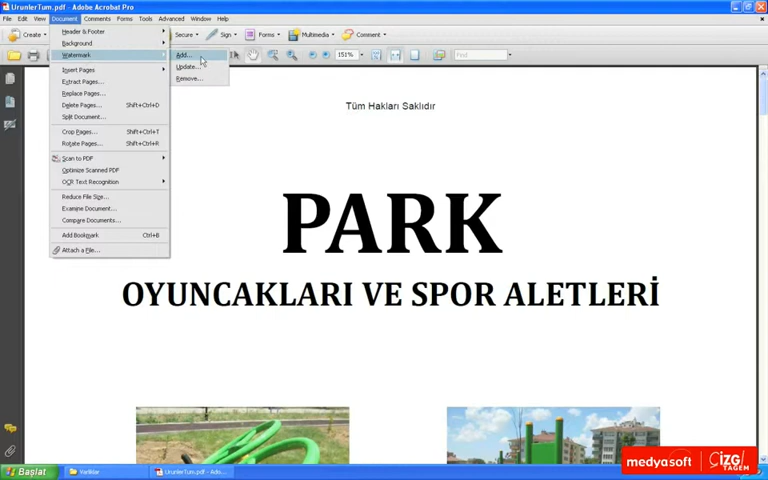 UrunlerTum.pdf - Adobe Acrobat Pro
File Edit View Document Comments Forms Tools Advanced Window Help
Create Secure Sign Forms Multimedia Comment
151% Find
Header & Footer
Background
Watermark
Insert Pages
Extract Pages...
Replace Pages...
Delete Pages... Shift+Ctrl+D
Split Document...
Crop Pages... Shift+Ctrl+T
Rotate Pages... Shift+Ctrl+R
Scan to PDF
Optimize Scanned PDF
OCR Text Recognition
Reduce File Size...
Examine Document...
Compare Documents...
Add Bookmark Ctrl+B
Attach a File...
Add...
Update...
Remove...
Tüm Hakları Saklıdır
PARK
OYUNCAKLARI VE SPOR ALETLERİ
medyasoft
ÇİZGİ
TAGEM
Başlat
Varlıklar
UrunlerTum.pdf - Ado...